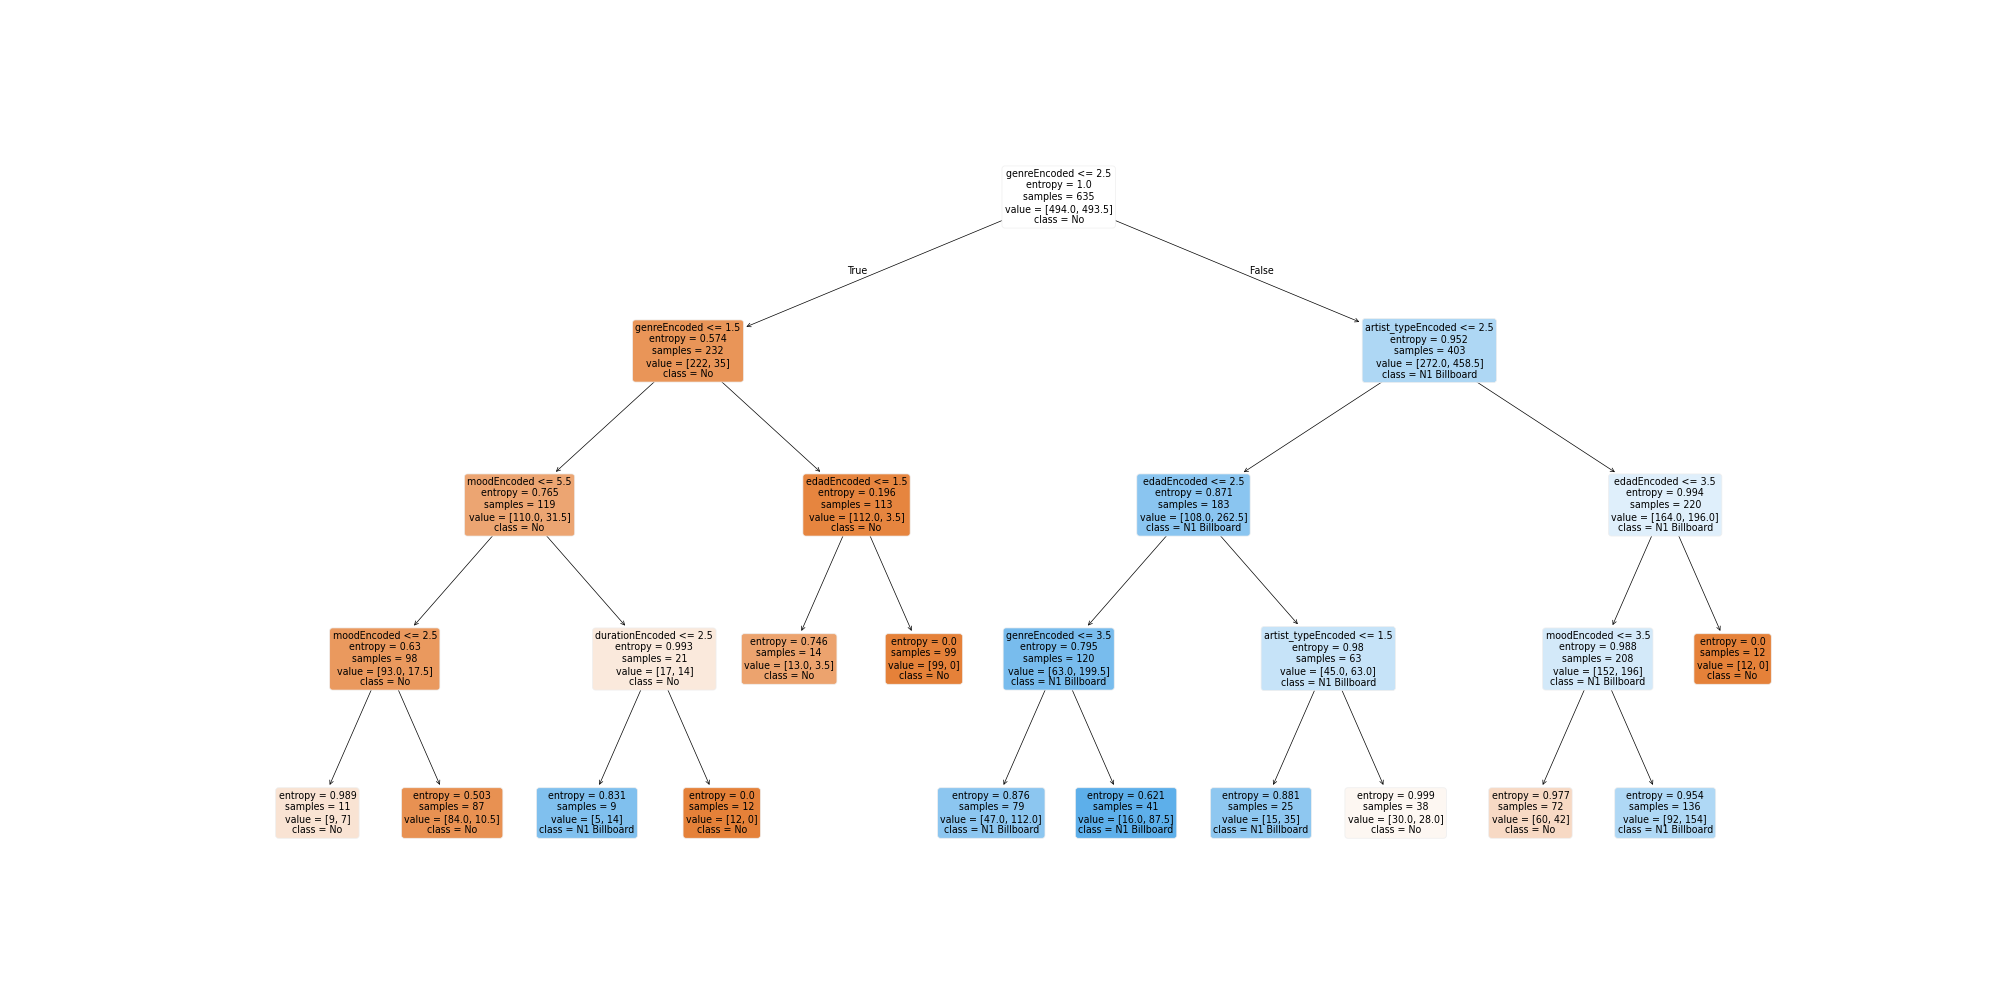 genreEncoded <= 2.5
entropy = 1.0
samples = 635
value = [494.0, 493.5]
class = No
True
False
genreEncoded <= 1.5
entropy = 0.574
samples = 232
value = [222, 35]
class = No
artist_typeEncoded <= 2.5
entropy = 0.952
samples = 403
value = [272.0, 458.5]
class = N1 Billboard
moodEncoded <= 5.5
entropy = 0.765
samples = 119
value = [110.0, 31.5]
class = No
edadEncoded <= 1.5
entropy = 0.196
samples = 113
value = [112.0, 3.5]
class = No
edadEncoded <= 2.5
entropy = 0.871
samples = 183
value = [108.0, 262.5]
class = N1 Billboard
edadEncoded <= 3.5
entropy = 0.994
samples = 220
value = [164.0, 196.0]
class = N1 Billboard
moodEncoded <= 2.5
entropy = 0.63
samples = 98
value = [93.0, 17.5]
class = No
durationEncoded <= 2.5
entropy = 0.993
samples = 21
value = [17, 14]
class = No
entropy = 0.746
samples = 14
value = [13.0, 3.5]
class = No
entropy = 0.0
samples = 99
value = [99, 0]
class = No
genreEncoded <= 3.5
entropy = 0.795
samples = 120
value = [63.0, 199.5]
class = N1 Billboard
artist_typeEncoded <= 1.5
entropy = 0.98
samples = 63
value = [45.0, 63.0]
class = N1 Billboard
moodEncoded <= 3.5
entropy = 0.988
samples = 208
value = [152, 196]
class = N1 Billboard
entropy = 0.0
samples = 12
value = [12, 0]
class = No
entropy = 0.989
samples = 11
value = [9, 7]
class = No
entropy = 0.503
samples = 87
value = [84.0, 10.5]
class = No
entropy = 0.831
samples = 9
value = [5, 14]
class = N1 Billboard
entropy = 0.0
samples = 12
value = [12, 0]
class = No
entropy = 0.876
samples = 79
value = [47.0, 112.0]
class = N1 Billboard
entropy = 0.621
samples = 41
value = [16.0, 87.5]
class = N1 Billboard
entropy = 0.881
samples = 25
value = [15, 35]
class = N1 Billboard
entropy = 0.999
samples = 38
value = [30.0, 28.0]
class = No
entropy = 0.977
samples = 72
value = [60, 42]
class = No
entropy = 0.954
samples = 136
value = [92, 154]
class = N1 Billboard